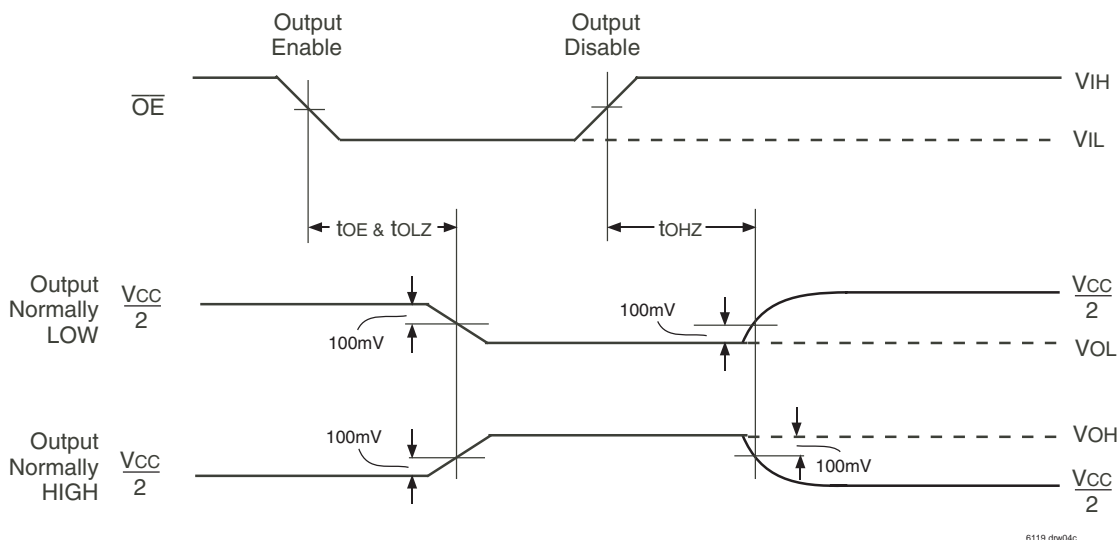 Output
Enable
Output
Disable
OE
VIH
VIL
tOE & tOLZ
tOHZ
Output
Normally
LOW
VCC
2
100mV
100mV
VCC
2
VOL
Output
Normally
HIGH
VCC
2
100mV
100mV
VOH
VCC
2
6119 drw04c